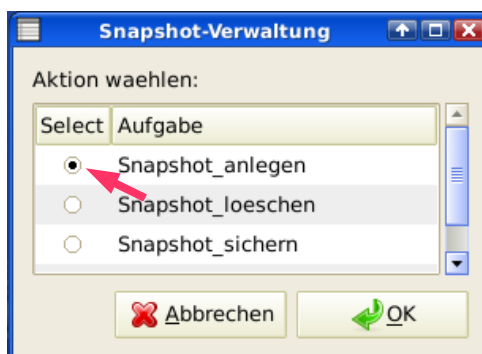 Snapshot-Verwaltung
Aktion waehlen:
Select Aufgabe
Snapshot_anlegen
Snapshot_loeschen
Snapshot_sichern
Abbrechen OK